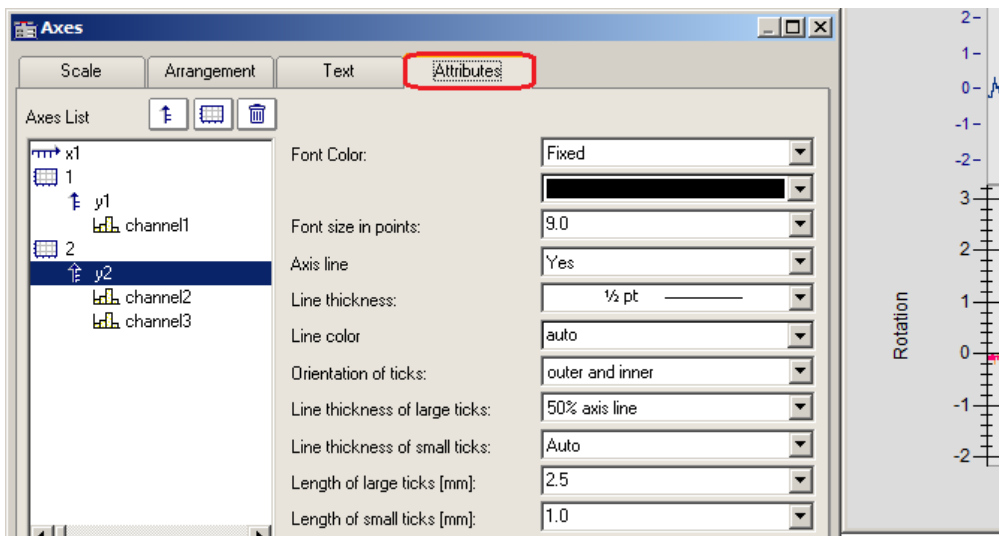 Axes
Scale Arrangement Text Attributes
Axes List
x1
1
y1
channel1
2
y2
channel2
channel3
Font Color: Fixed
Font size in points: 9.0
Axis line Yes
Line thickness: ½ pt
Line color auto
Orientation of ticks: outer and inner
Line thickness of large ticks: 50% axis line
Line thickness of small ticks: Auto
Length of large ticks [mm]: 2.5
Length of small ticks [mm]: 1.0
2
1
0
-1
-2
Rotation
3
2
1
0
-1
-2